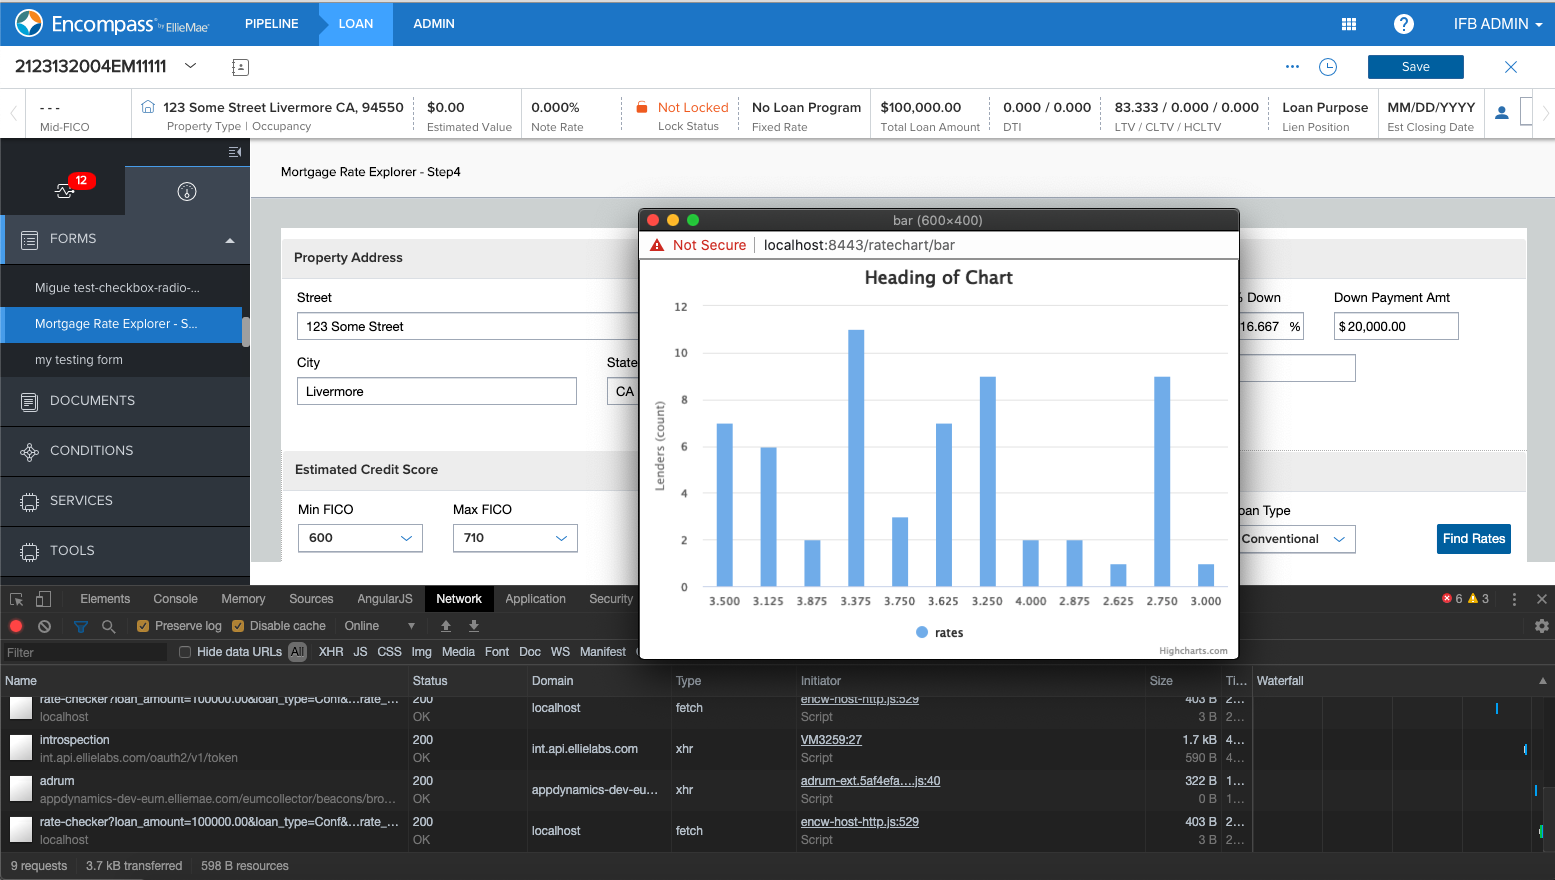 Encompass by EllieMae PIPELINE LOAN ADMIN IFB ADMIN
2123132004EM11111 Save
- - - 123 Some Street Livermore CA, 94550 $0.00 0.000% Not Locked No Loan Program $100,000.00 0.000 / 0.000 83.333 / 0.000 / 0.000 Loan Purpose MM/DD/YYYY
Mid-FICO Property Type | Occupancy Estimated Value Note Rate Lock Status Fixed Rate Total Loan Amount DTI LTV / CLTV / HCLTV Lien Position Est Closing Date
12
Mortgage Rate Explorer - Step4
FORMS
Migue test-checkbox-radio-...
Mortgage Rate Explorer - S...
my testing form
DOCUMENTS
CONDITIONS
SERVICES
TOOLS
Property Address
Street
123 Some Street
City State
Livermore CA
Estimated Credit Score
Min FICO Max FICO
600 710
Down Down Payment Amt
16.667 % $ 20,000.00
Type
Conventional Find Rates
bar (600×400)
Not Secure localhost:8443/ratechart/bar
Heading of Chart
12
10
8
6
4
2
0
Lenders (count)
3.500 3.125 3.875 3.375 3.750 3.625 3.250 4.000 2.875 2.625 2.750 3.000
rates
Highcharts.com
Elements Console Memory Sources AngularJS Network Application Security 6 3
Preserve log Disable cache Online
Filter Hide data URLs All XHR JS CSS Img Media Font Doc WS Manifest
Name Status Domain Type Initiator Size Ti... Waterfall
rate-checker?loan_amount=100000.00&loan_type=Conf&...rate_... 200 localhost fetch encw-host-http.js:529 403 B 2...
localhost OK Script 3 B 2...
introspection 200 int.api.ellielabs.com xhr VM3259:27 1.7 kB 4...
int.api.ellielabs.com/oauth2/v1/token OK Script 590 B 4...
adrum 200 appdynamics-dev-eu... xhr adrum-ext.5af4efa....js:40 322 B 1...
appdynamics-dev-eum.elliemae.com/eumcollector/beacons/bro... OK Script 0 B 1...
rate-checker?loan_amount=100000.00&loan_type=Conf&...rate_... 200 localhost fetch encw-host-http.js:529 403 B 2...
localhost OK Script 3 B 2...
9 requests 3.7 kB transferred 598 B resources